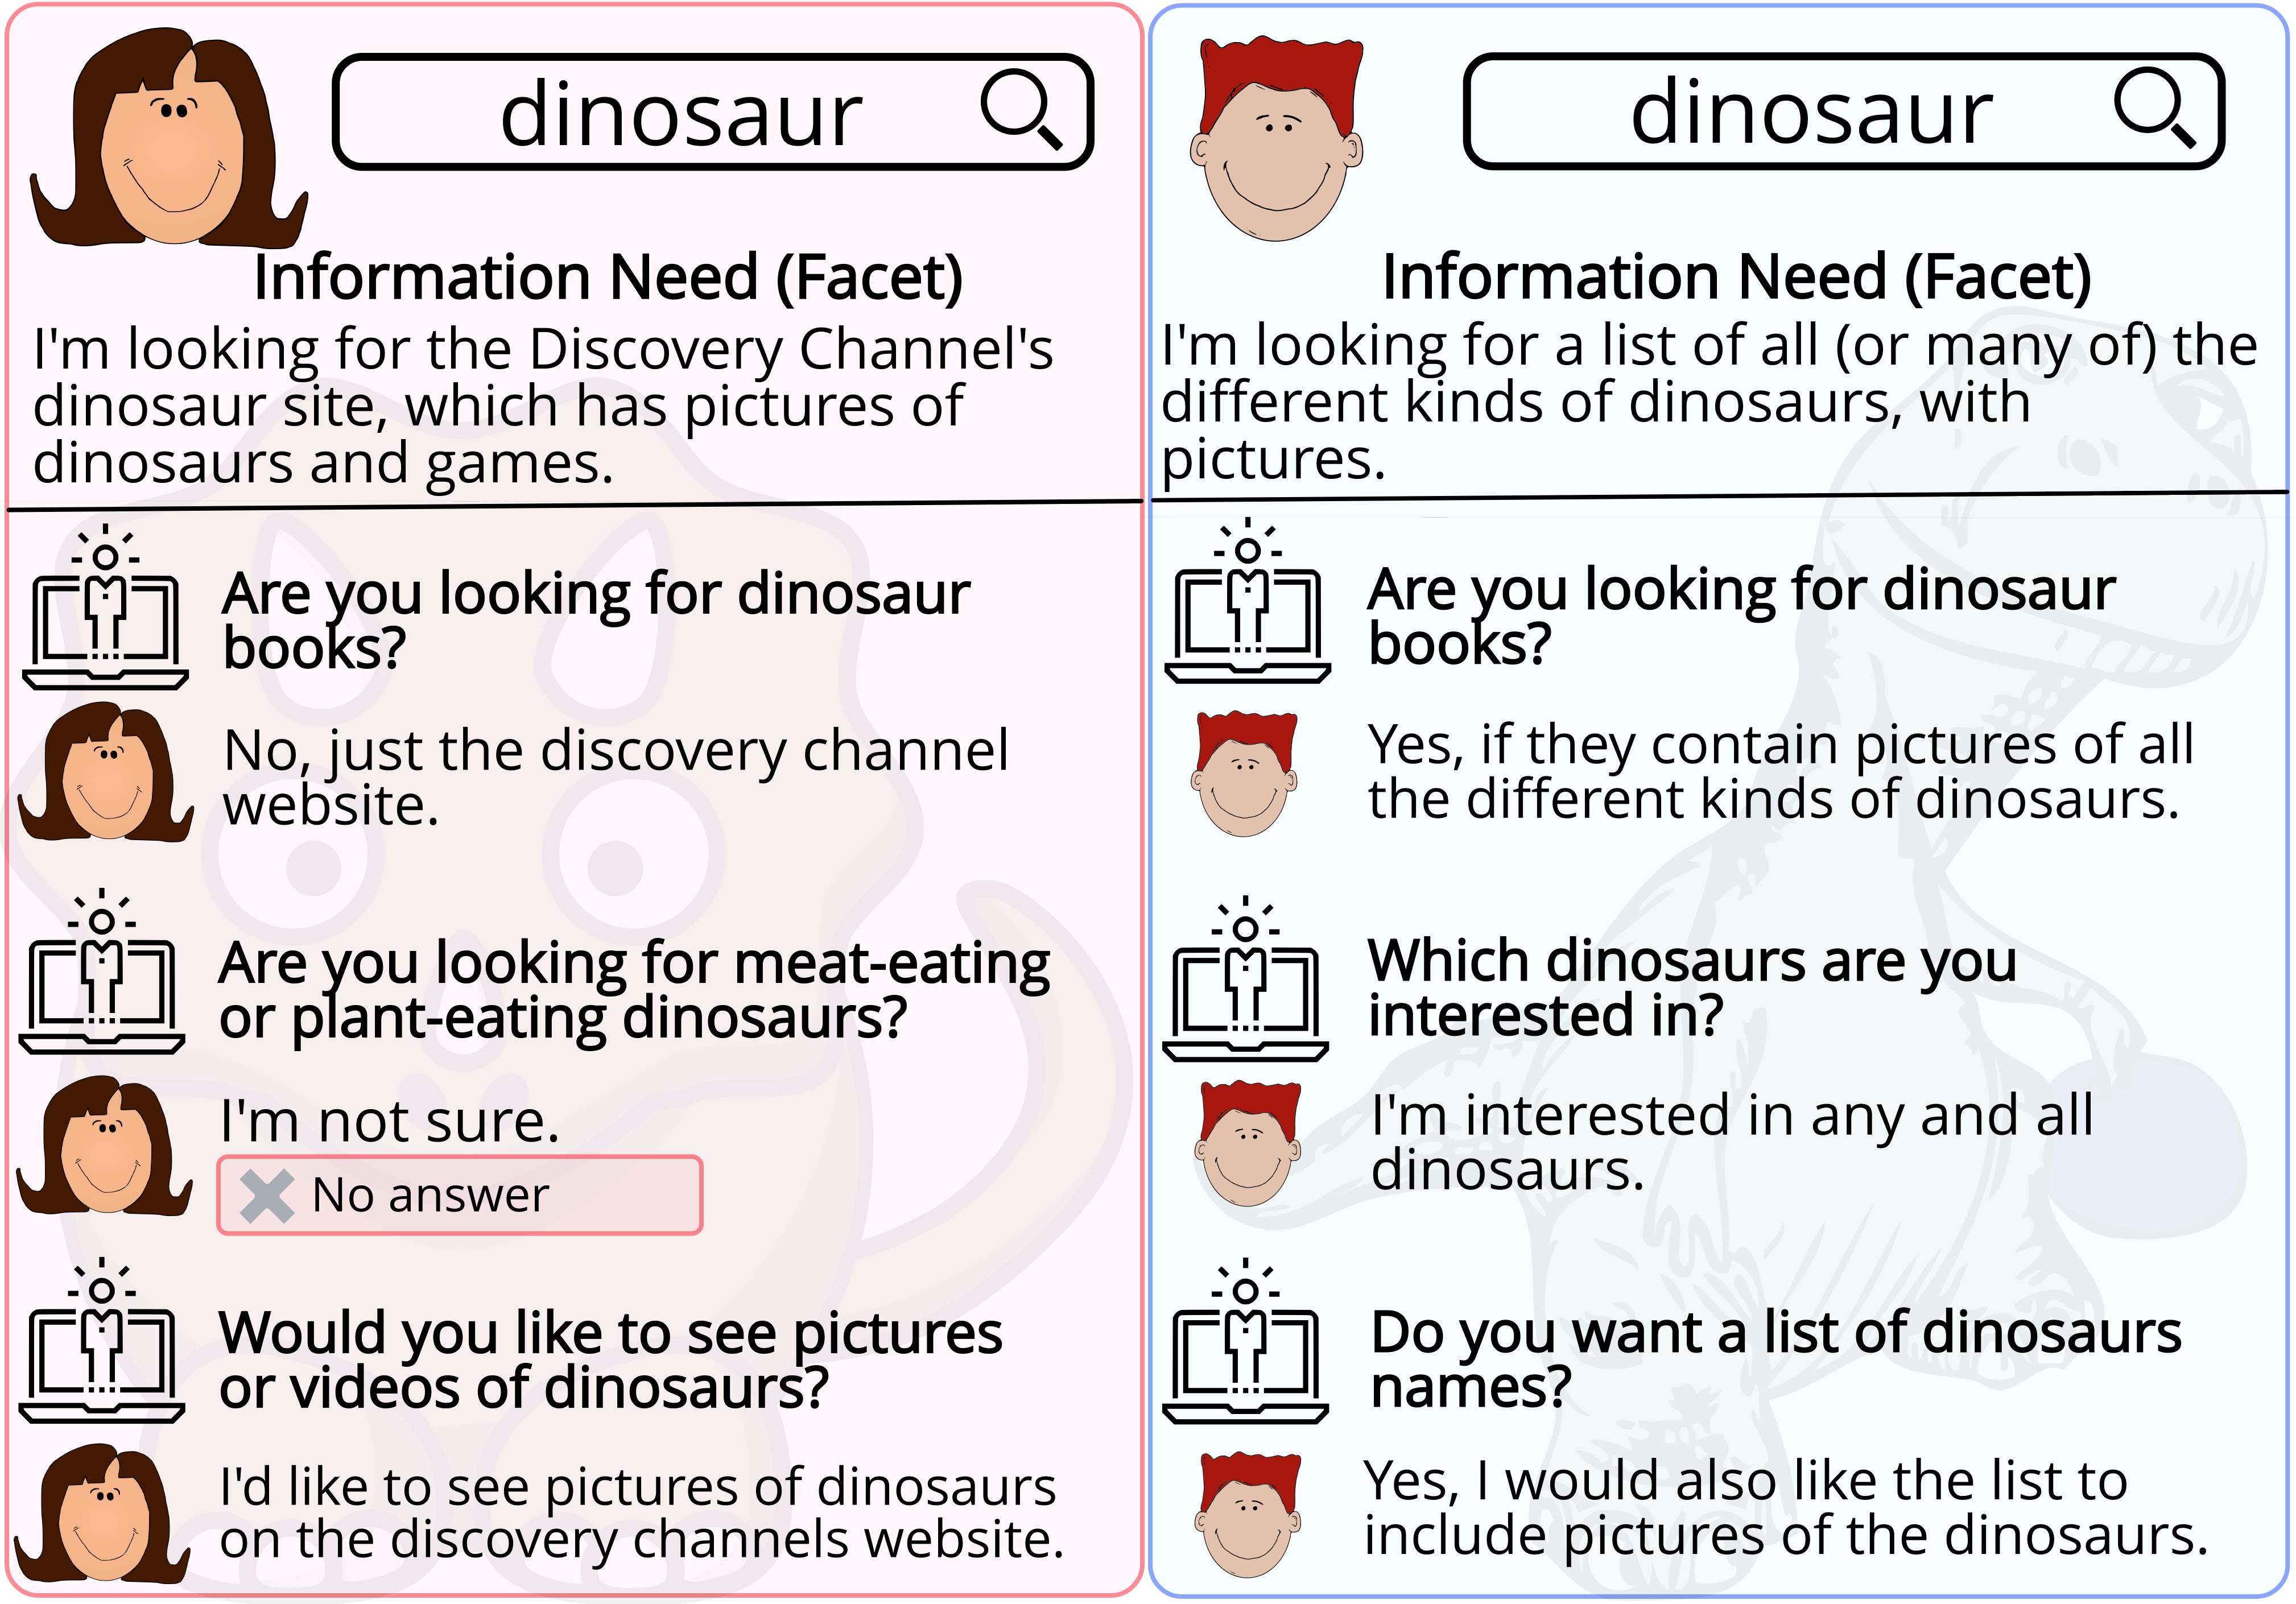 dinosaur
Information Need (Facet)
I'm looking for the Discovery Channel's
dinosaur site, which has pictures of
dinosaurs and games.
Are you looking for dinosaur
books?
No, just the discovery channel
website.
Are you looking for meat-eating
or plant-eating dinosaurs?
I'm not sure.
No answer
Would you like to see pictures
or videos of dinosaurs?
I'd like to see pictures of dinosaurs
on the discovery channels website.
dinosaur
Information Need (Facet)
I'm looking for a list of all (or many of) the
different kinds of dinosaurs, with
pictures.
Are you looking for dinosaur
books?
Yes, if they contain pictures of all
the different kinds of dinosaurs.
Which dinosaurs are you
interested in?
I'm interested in any and all
dinosaurs.
Do you want a list of dinosaurs
names?
Yes, I would also like the list to
include pictures of the dinosaurs.